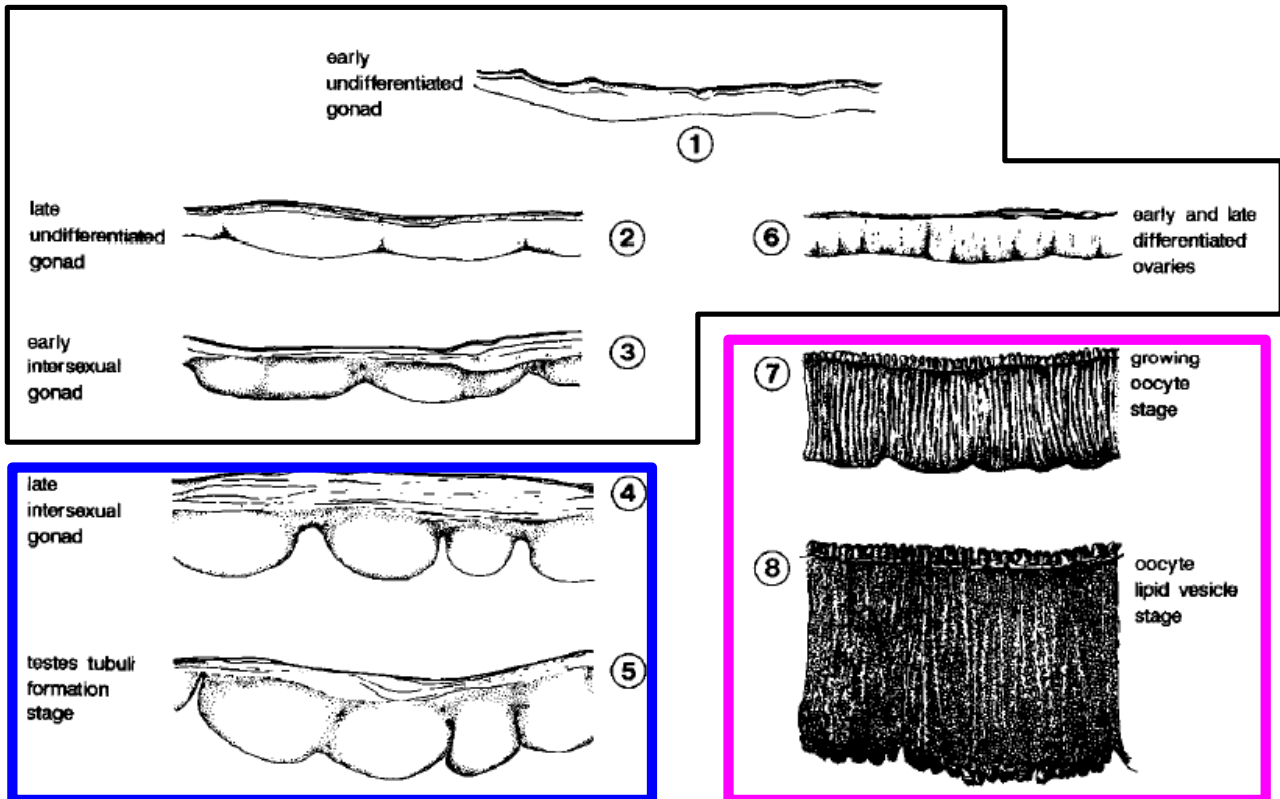 early
undifferentiated
gonad
1
late
undifferentiated
gonad
2
6
early and late
differentiated
ovaries
early
intersexual
gonad
3
7
growing
oocyte
stage
late
intersexual
gonad
4
8
oocyte
lipid vesicle
stage
testes tubuli
formation
stage
5